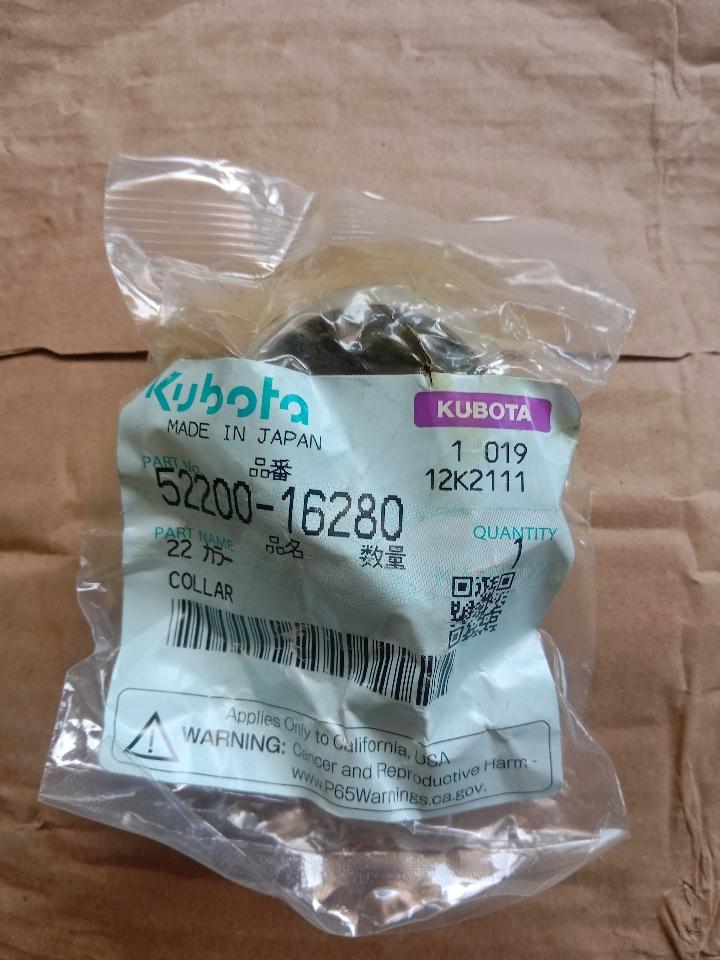 Kubota
MADE IN JAPAN
KUBOTA
1 019
12K2111
PART No. 品番
52200-16280
PART NAME 品名 数量 QUANTITY
22 カラー 1
COLLAR
Applies Only to California, USA
WARNING: Cancer and Reproductive Harm -
www.P65Warnings.ca.gov.